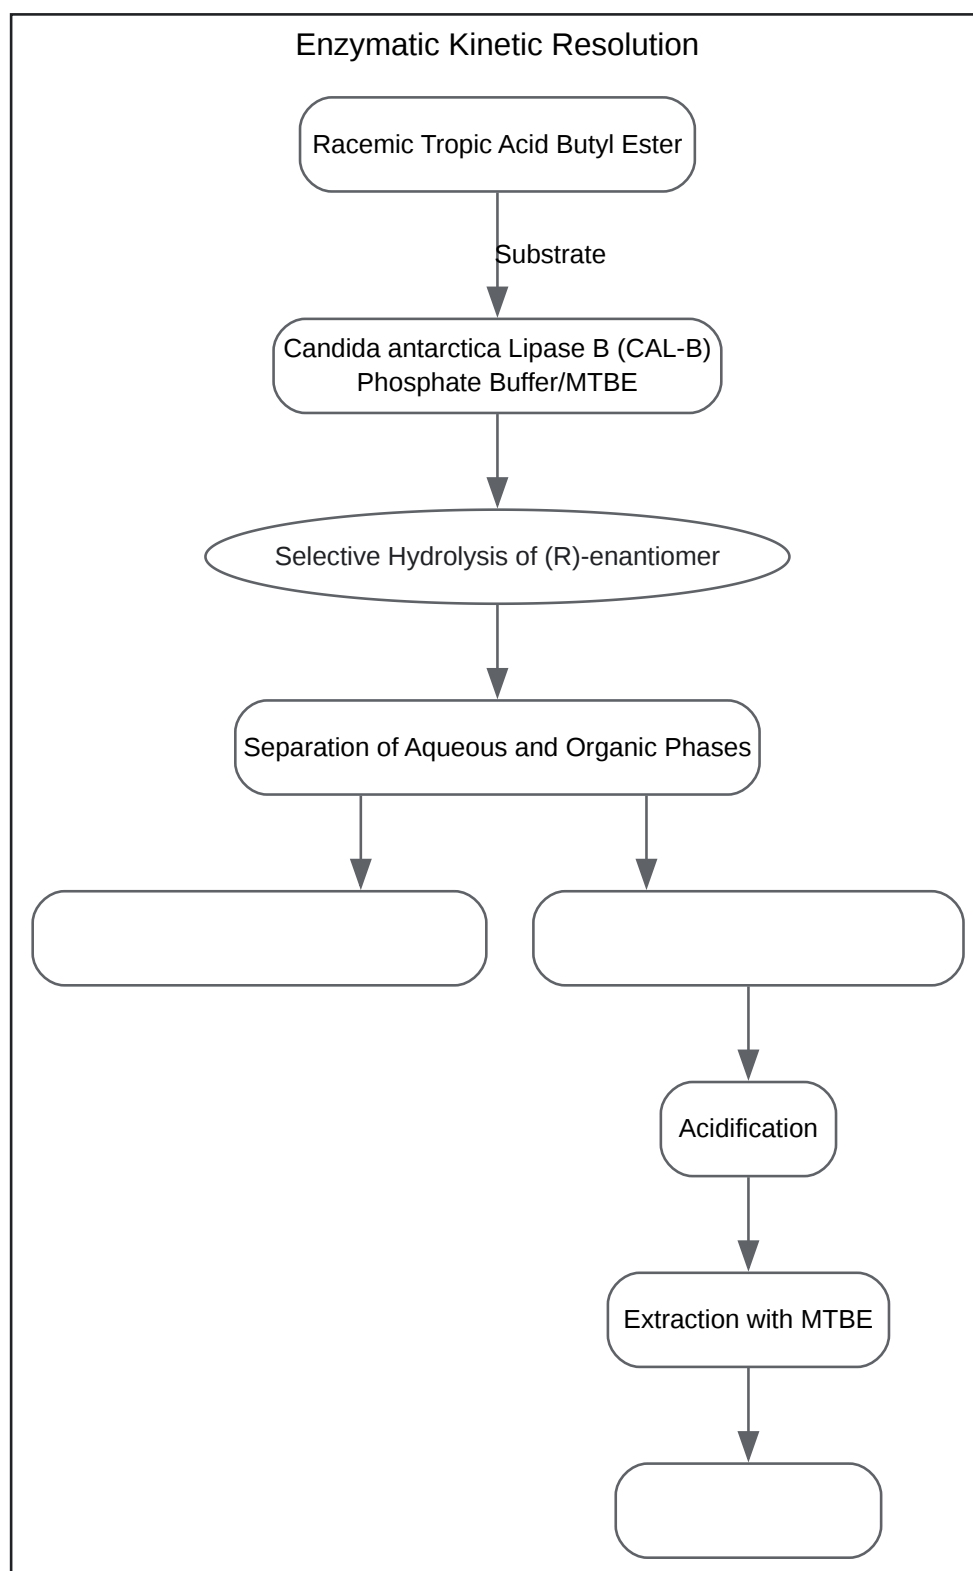 Enzymatic Kinetic Resolution
Racemic Tropic Acid Butyl Ester
Substrate
Candida antarctica Lipase B (CAL-B)
Phosphate Buffer/MTBE
Selective Hydrolysis of (R)-enantiomer
Separation of Aqueous and Organic Phases
Acidification
Extraction with MTBE